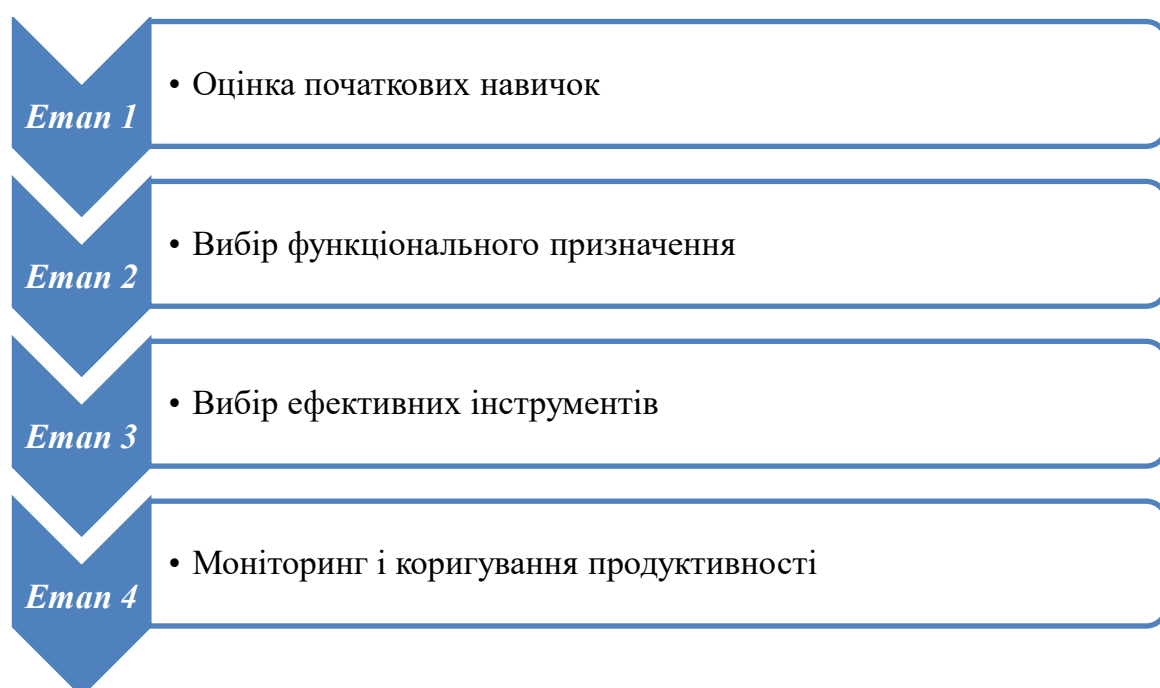 Етап 1
• Оцінка початкових навичок
Етап 2
• Вибір функціонального призначення
Етап 3
• Вибір ефективних інструментів
Етап 4
• Моніторинг і коригування продуктивності